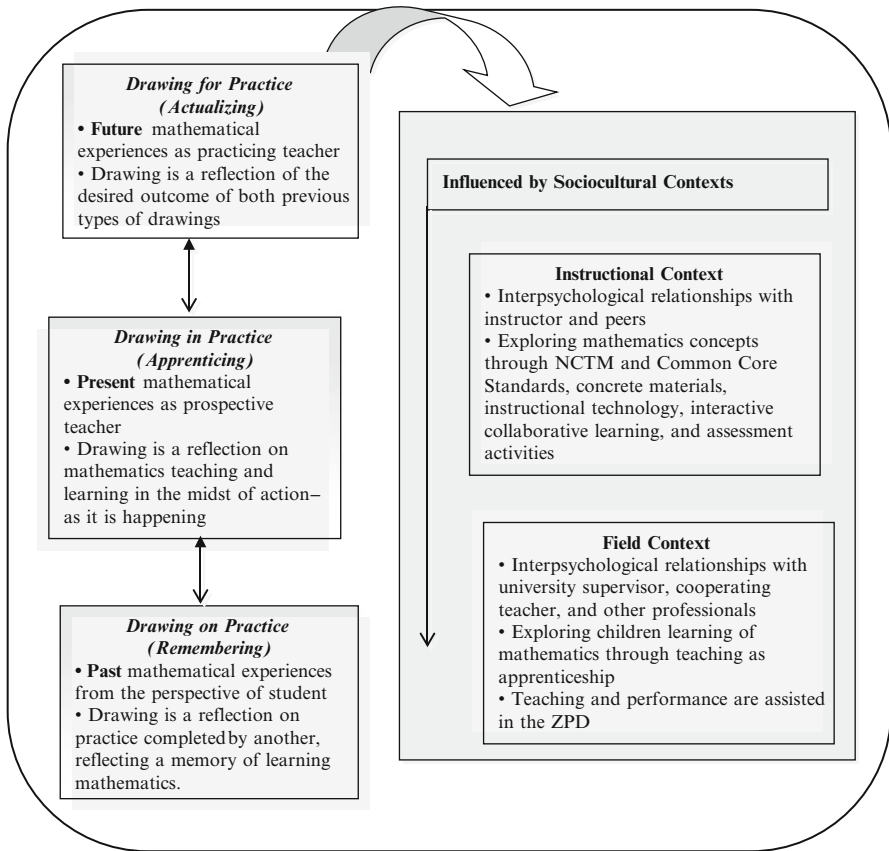 Drawing for Practice
(Actualizing)
• Future mathematical
experiences as practicing teacher
• Drawing is a reflection of the
desired outcome of both previous
types of drawings
Drawing in Practice
(Apprenticing)
• Present mathematical
experiences as prospective
teacher
• Drawing is a reflection on
mathematics teaching and
learning in the midst of action–
as it is happening
Drawing on Practice
(Remembering)
• Past mathematical experiences
from the perspective of student
• Drawing is a reflection on
practice completed by another,
reflecting a memory of learning
mathematics.
Influenced by Sociocultural Contexts
Instructional Context
• Interpsychological relationships with
instructor and peers
• Exploring mathematics concepts
through NCTM and Common Core
Standards, concrete materials,
instructional technology, interactive
collaborative learning, and assessment
activities
Field Context
• Interpsychological relationships with
university supervisor, cooperating
teacher, and other professionals
• Exploring children learning of
mathematics through teaching as
apprenticeship
• Teaching and performance are assisted
in the ZPD